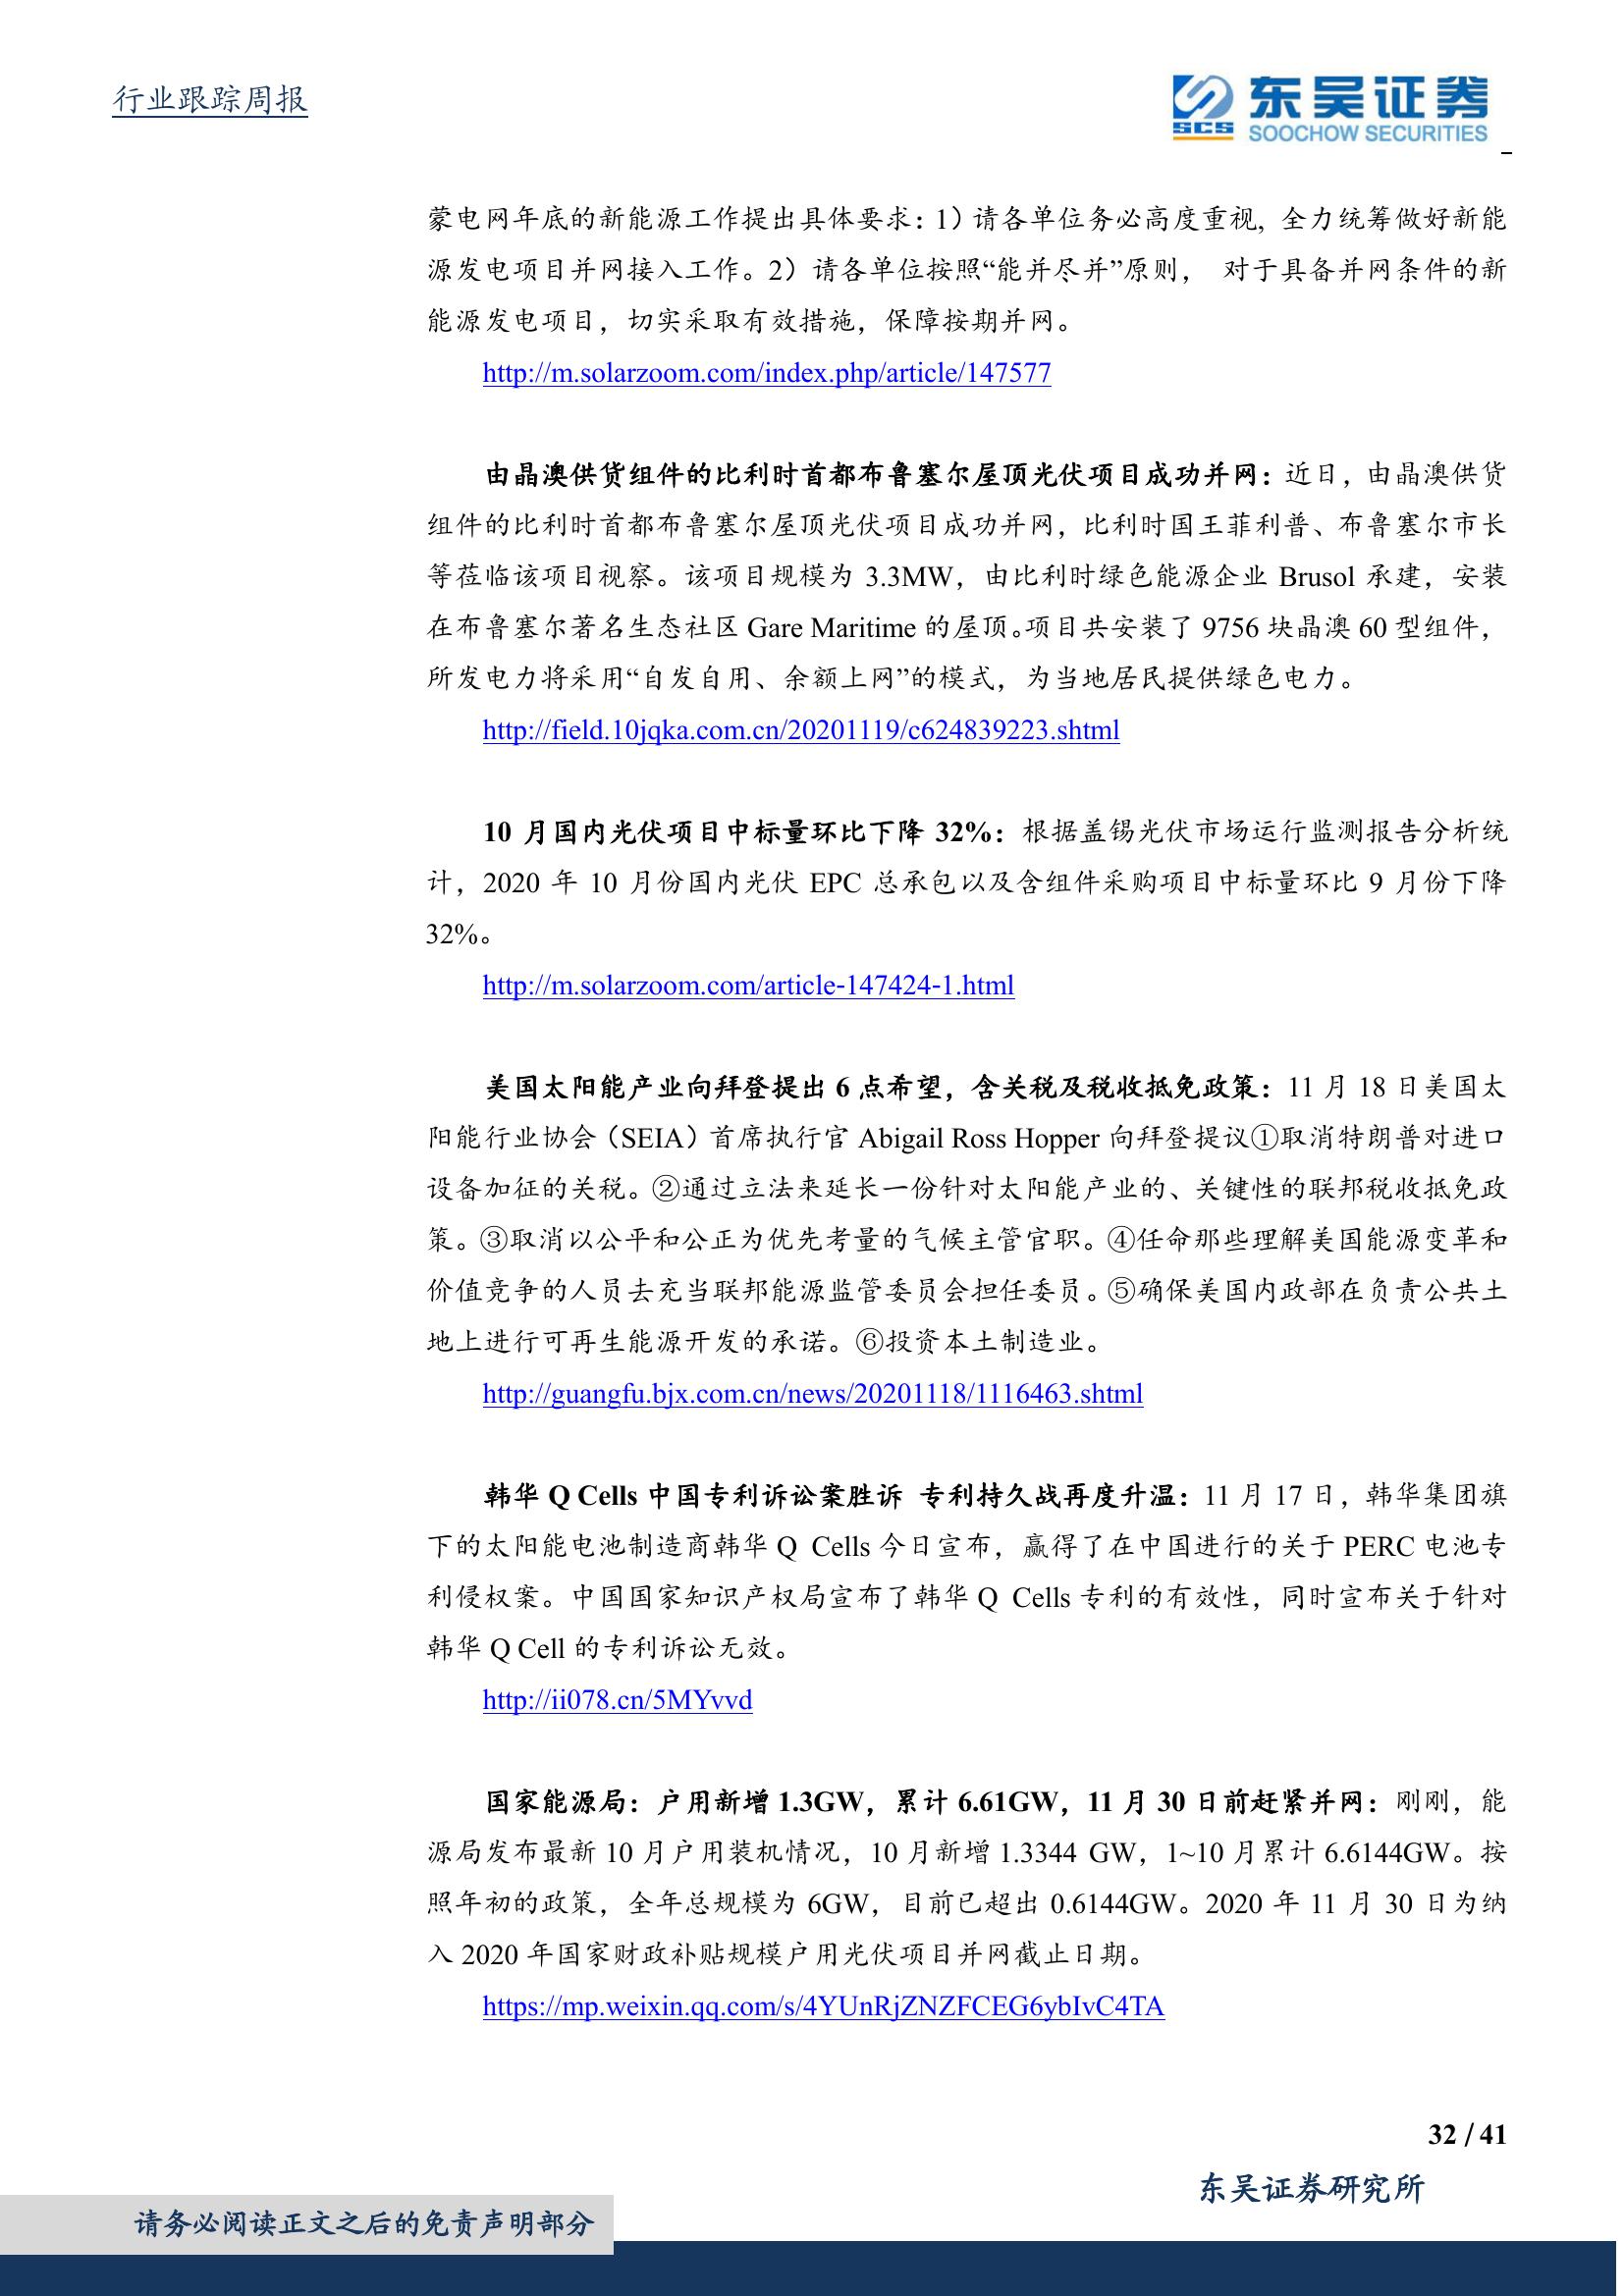 行业跟踪周报
SCS
东吴证券
SOOCHOW SECURITIES
蒙电网年底的新能源工作提出具体要求：1）请各单位务必高度重视, 全力统筹做好新能
源发电项目并网接入工作。2）请各单位按照“能并尽并”原则， 对于具备并网条件的新
能源发电项目，切实采取有效措施，保障按期并网。
http://m.solarzoom.com/index.php/article/147577
由晶澳供货组件的比利时首都布鲁塞尔屋顶光伏项目成功并网：近日，由晶澳供货
组件的比利时首都布鲁塞尔屋顶光伏项目成功并网，比利时国王菲利普、布鲁塞尔市长
等莅临该项目视察。该项目规模为 3.3MW，由比利时绿色能源企业 Brusol 承建，安装
在布鲁塞尔著名生态社区 Gare Maritime 的屋顶。项目共安装了 9756 块晶澳 60 型组件，
所发电力将采用“自发自用、余额上网”的模式，为当地居民提供绿色电力。
http://field.10jqka.com.cn/20201119/c624839223.shtml
10 月国内光伏项目中标量环比下降 32%：根据盖锡光伏市场运行监测报告分析统
计，2020 年 10 月份国内光伏 EPC 总承包以及含组件采购项目中标量环比 9 月份下降
32%。
http://m.solarzoom.com/article-147424-1.html
美国太阳能产业向拜登提出 6 点希望，含关税及税收抵免政策：11 月 18 日美国太
阳能行业协会（SEIA）首席执行官 Abigail Ross Hopper 向拜登提议①取消特朗普对进口
设备加征的关税。②通过立法来延长一份针对太阳能产业的、关键性的联邦税收抵免政
策。③取消以公平和公正为优先考量的气候主管官职。④任命那些理解美国能源变革和
价值竞争的人员去充当联邦能源监管委员会担任委员。⑤确保美国内政部在负责公共土
地上进行可再生能源开发的承诺。⑥投资本土制造业。
http://guangfu.bjx.com.cn/news/20201118/1116463.shtml
韩华 Q Cells 中国专利诉讼案胜诉 专利持久战再度升温：11 月 17 日，韩华集团旗
下的太阳能电池制造商韩华 Q Cells 今日宣布，赢得了在中国进行的关于 PERC 电池专
利侵权案。中国国家知识产权局宣布了韩华 Q Cells 专利的有效性，同时宣布关于针对
韩华 Q Cell 的专利诉讼无效。
http://ii078.cn/5MYvvd
国家能源局：户用新增 1.3GW，累计 6.61GW，11 月 30 日前赶紧并网：刚刚，能
源局发布最新 10 月户用装机情况，10 月新增 1.3344 GW，1~10 月累计 6.6144GW。按
照年初的政策，全年总规模为 6GW，目前已超出 0.6144GW。2020 年 11 月 30 日为纳
入 2020 年国家财政补贴规模户用光伏项目并网截止日期。
https://mp.weixin.qq.com/s/4YUnRjZNZFCEG6ybIvC4TA
32 / 41
东吴证券研究所
请务必阅读正文之后的免责声明部分